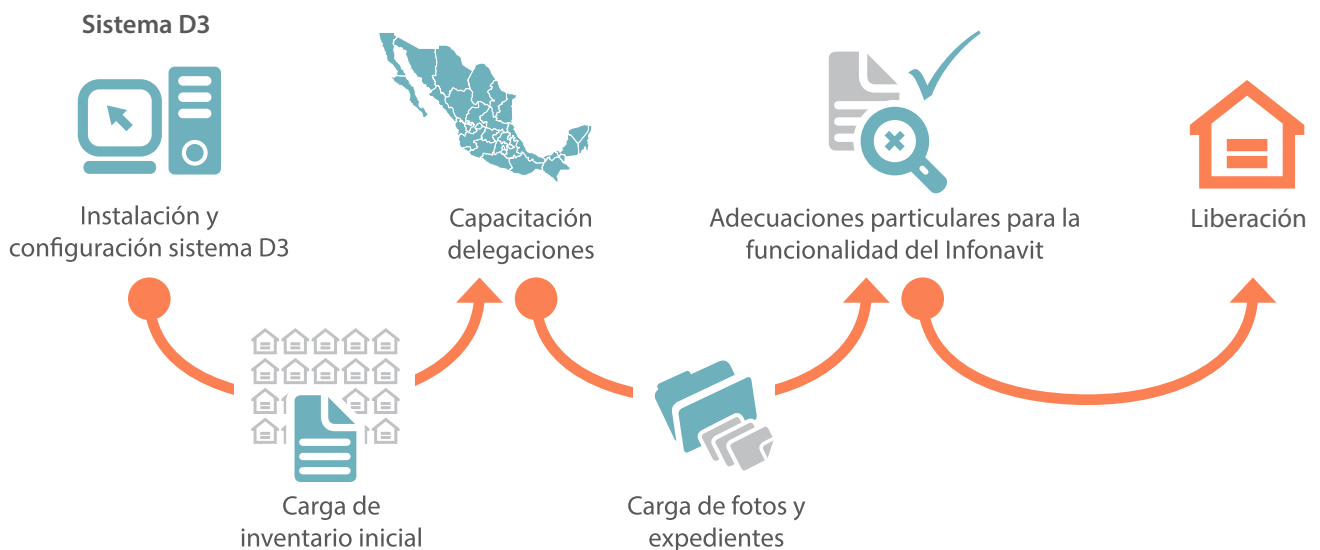 Sistema D3
Instalación y
configuración sistema D3
Carga de
inventario inicial
Capacitación
delegaciones
Carga de fotos y
expedientes
Adecuaciones particulares para la
funcionalidad del Infonavit
Liberación